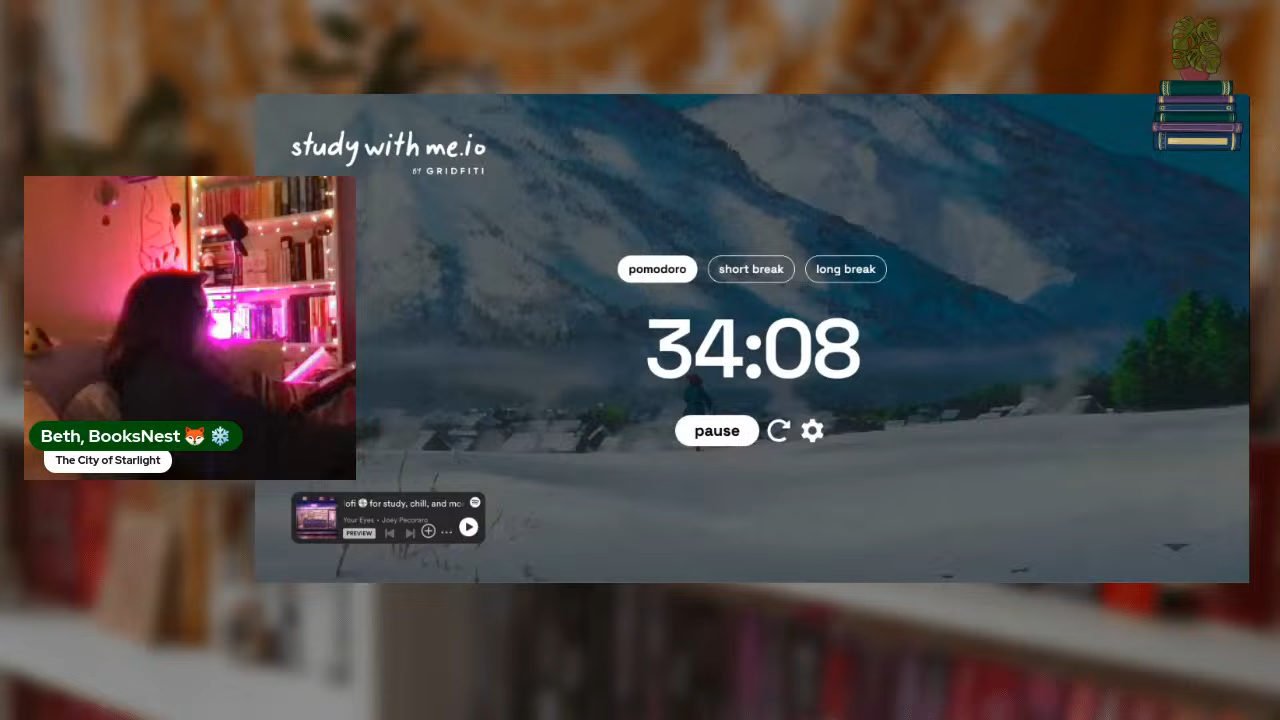 study with me.io
BY GRIDFITI
pomodoro
short break
long break
34:08
pause
Beth, BooksNest
The City of Starlight
for study, chill, and mo
Your Eyes • Joey Pecoraro
PREVIEW